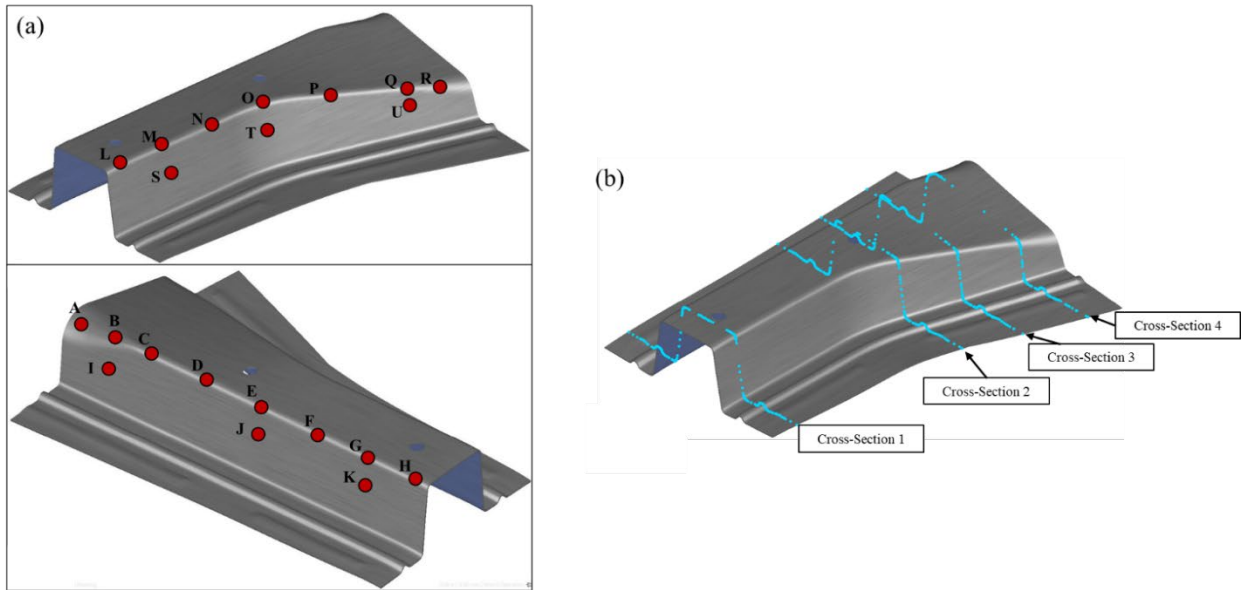 (a)
O
P
Q
R
N
M
L
T
U
S
A
B
C
I
D
E
J
F
G
K
H
(b)
Cross-Section 4
Cross-Section 3
Cross-Section 2
Cross-Section 1